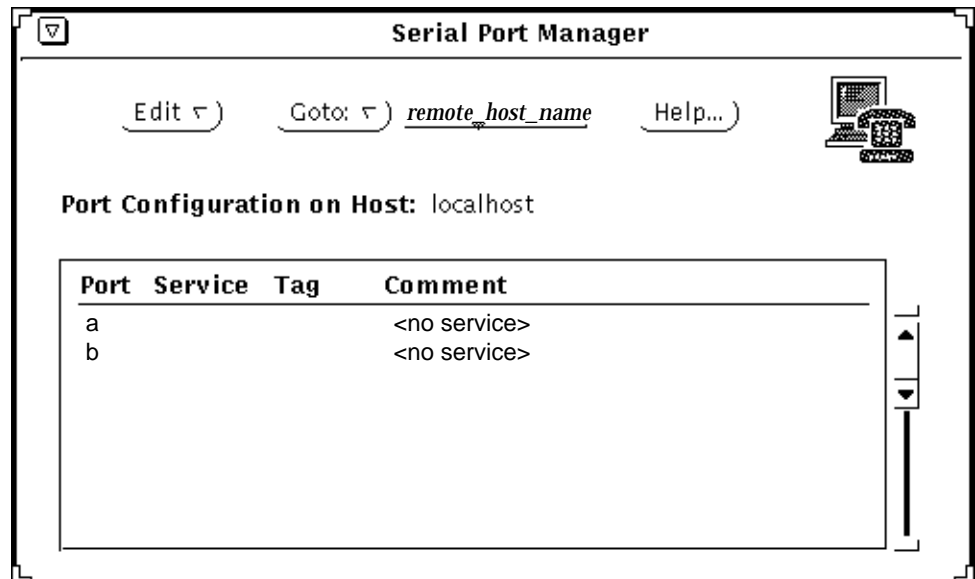 Serial Port Manager
Edit Goto: remote_host_name Help...
Port Configuration on Host: localhost
Port Service Tag Comment
a <no service>
b <no service>